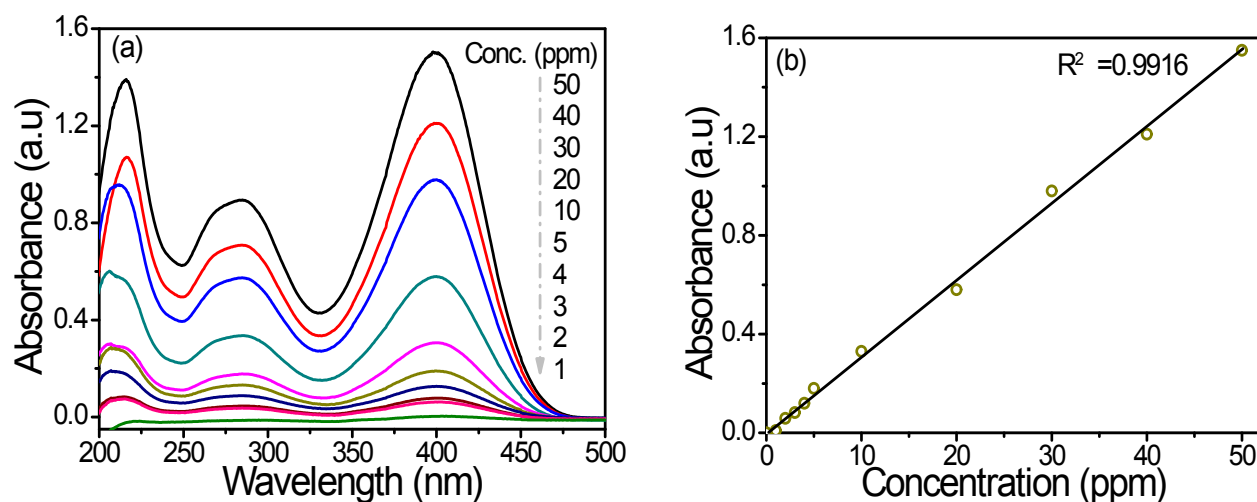 (a)
Conc. (ppm)
50
40
30
20
10
5
4
3
2
1
1.6
1.2
0.8
0.4
0.0
Absorbance (a.u)
200 250 300 350 400 450 500
Wavelength (nm)
(b)
R² =0.9916
1.6
1.2
0.8
0.4
0.0
Absorbance (a.u)
0 10 20 30 40 50
Concentration (ppm)